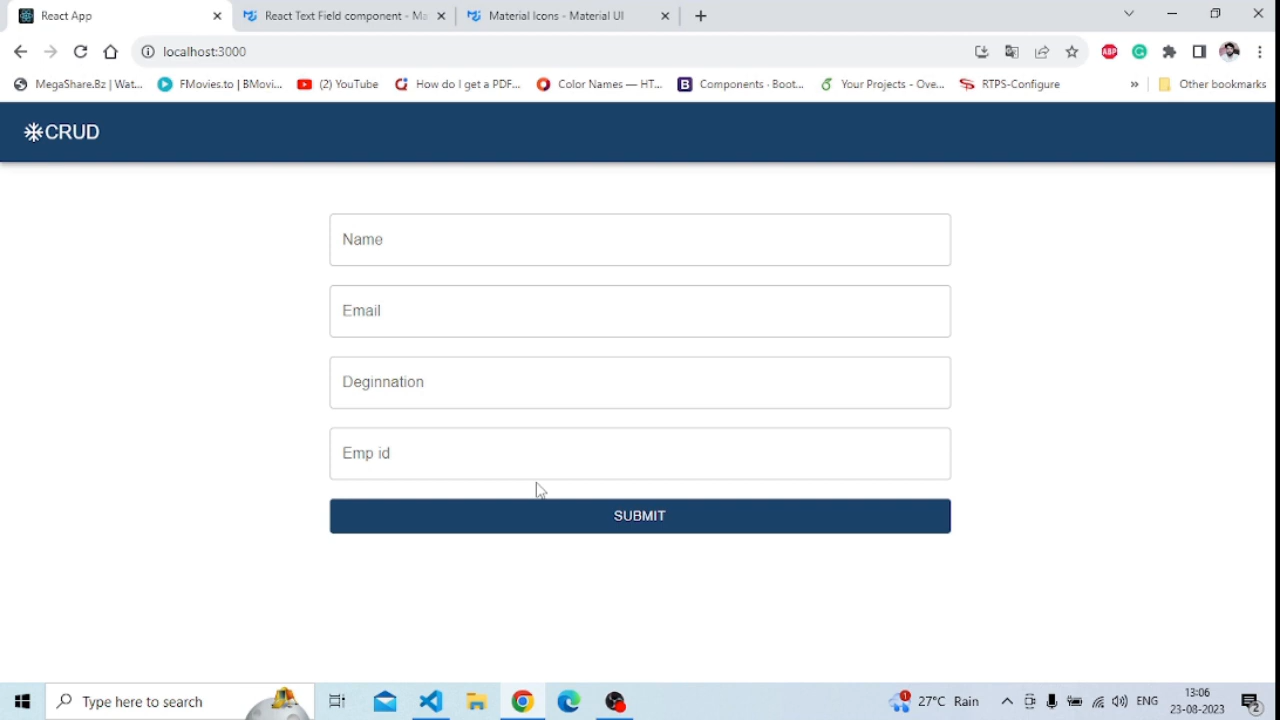 React App
React Text Field component - Ma
Material Icons - Material UI
localhost:3000
MegaShare.Bz | Wat...
FMovies.to | BMovi...
(2) YouTube
How do I get a PDF...
Color Names — HT...
Components · Boot...
Your Projects - Ove...
RTPS-Configure
» Other bookmarks
CRUD
Name
Email
Deginnation
Emp id
SUBMIT
Type here to search
27°C Rain
ENG
13:06
23-08-2023